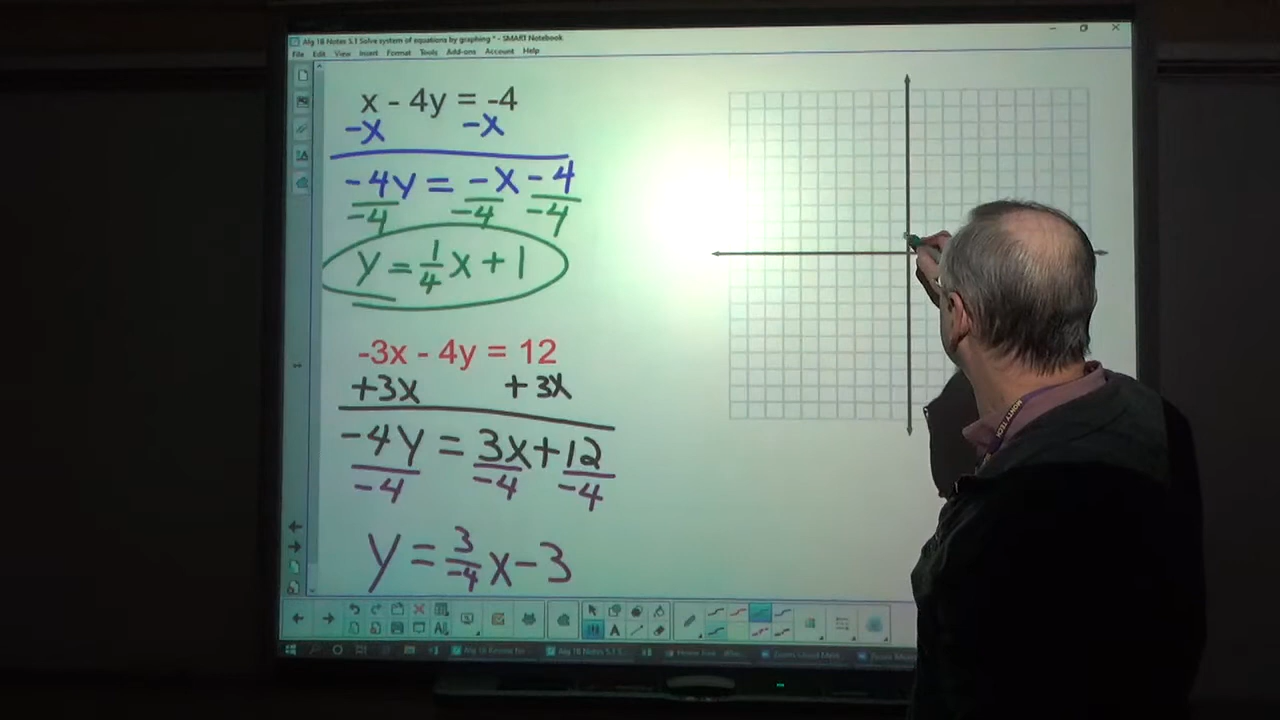 Alg 1B Notes 5.1 Solve system of equations by graphing * - SMART Notebook
File Edit View Insert Format Tools Add-ons Account Help
x - 4y = -4
-x -x
-4y = -x - 4
-4 -4 -4
y = 1/4 x + 1
-3x - 4y = 12
+3x +3x
-4y = 3x + 12
-4 -4 -4
y = 3/-4 x - 3
MONTY TECH